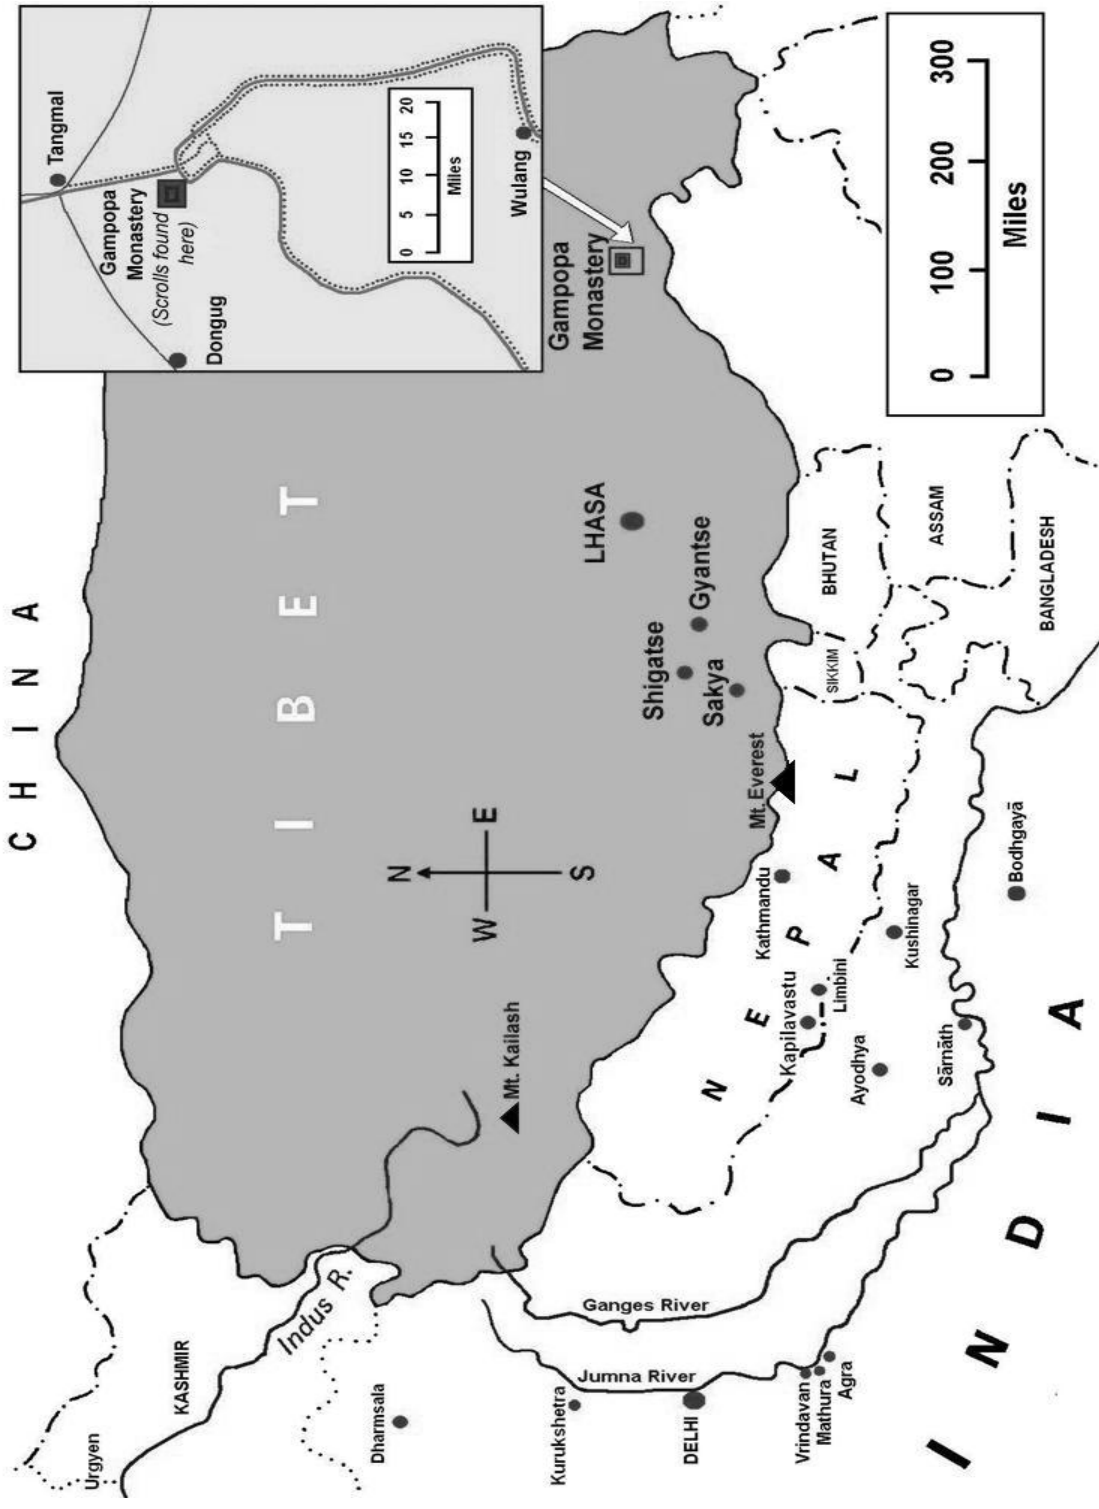 CHINA
TIBET
Tangmal
Gampopa
Monastery
(Scrolls found
here)
Dongug
Wulang
0 5 10 15 20
Miles
Gampopa
Monastery
N
W E
S
LHASA
Gyantse
Shigatse
Sakya
Mt. Everest
Mt. Kailash
Urgyen
KASHMIR
Indus R.
Dharmsala
Kurukshetra
DELHI
Vrindavan
Mathura
Agra
Ganges River
Jumna River
NEPAL
Kathmandu
Kapilavastu
Limbini
Ayodhya
Kushinagar
Sārnāth
Bodhgayā
SIKKIM
BHUTAN
ASSAM
BANGLADESH
INDIA
0 100 200 300
Miles